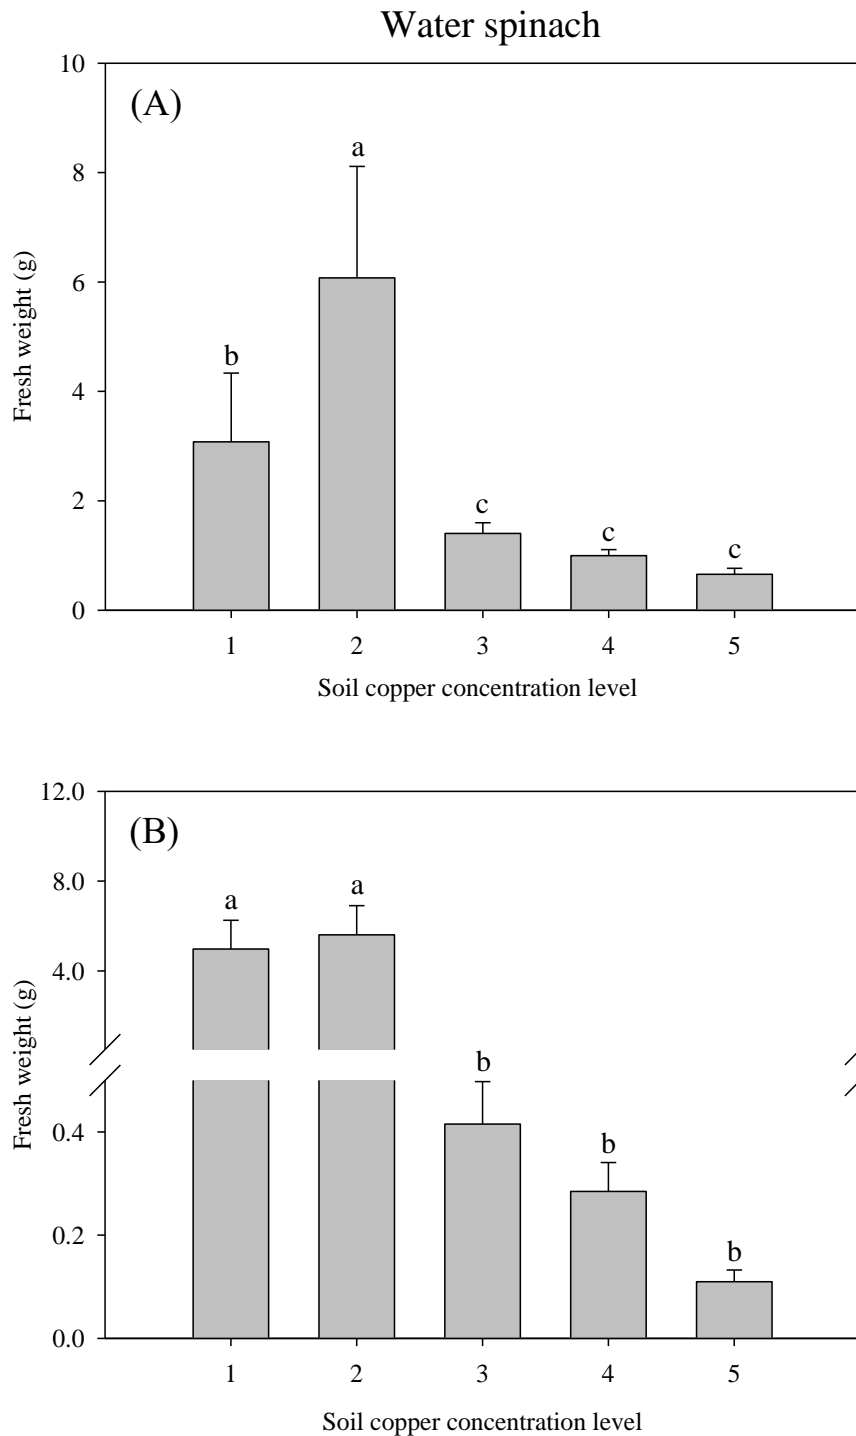 Water spinach
10
(A)
a
8
6
Fresh weight (g)
b
4
2
c
c
c
0
1 2 3 4 5
Soil copper concentration level
12.0
(B)
8.0
a
a
4.0
Fresh weight (g)
b
0.4
b
0.2
b
0.0
1 2 3 4 5
Soil copper concentration level